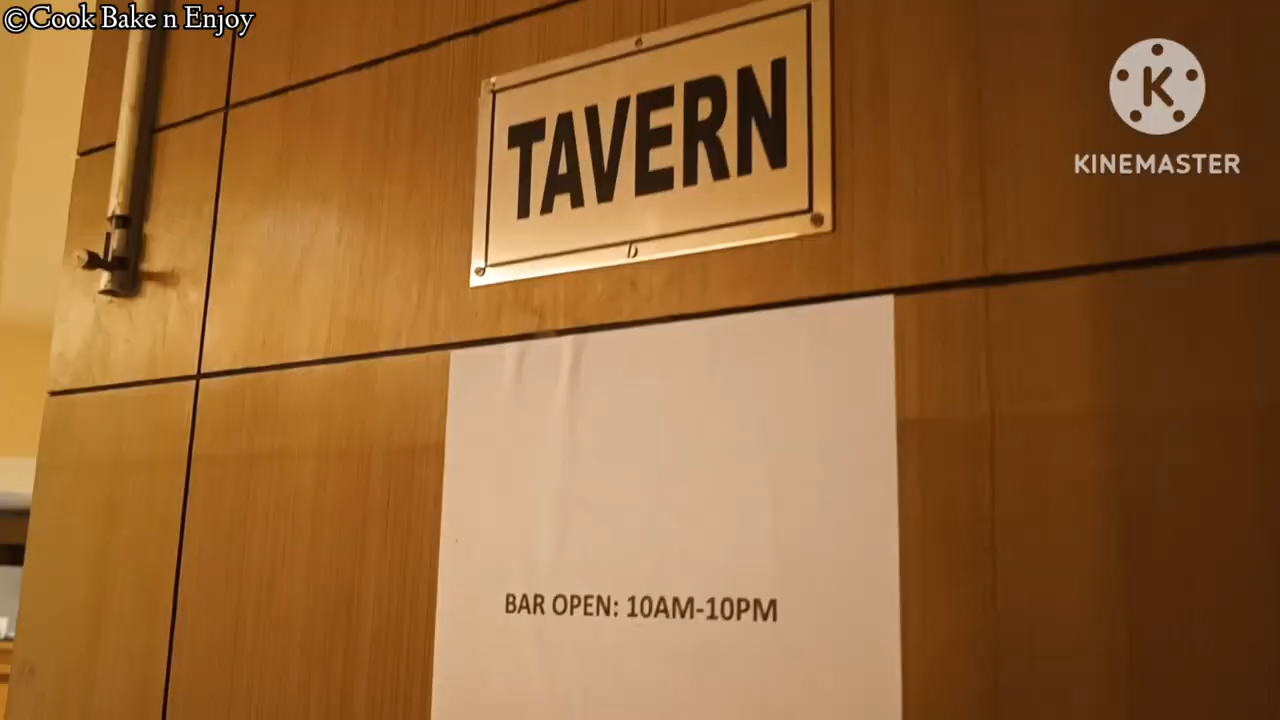 ©Cook Bake n Enjoy
K
KINEMASTER
TAVERN
BAR OPEN: 10AM-10PM